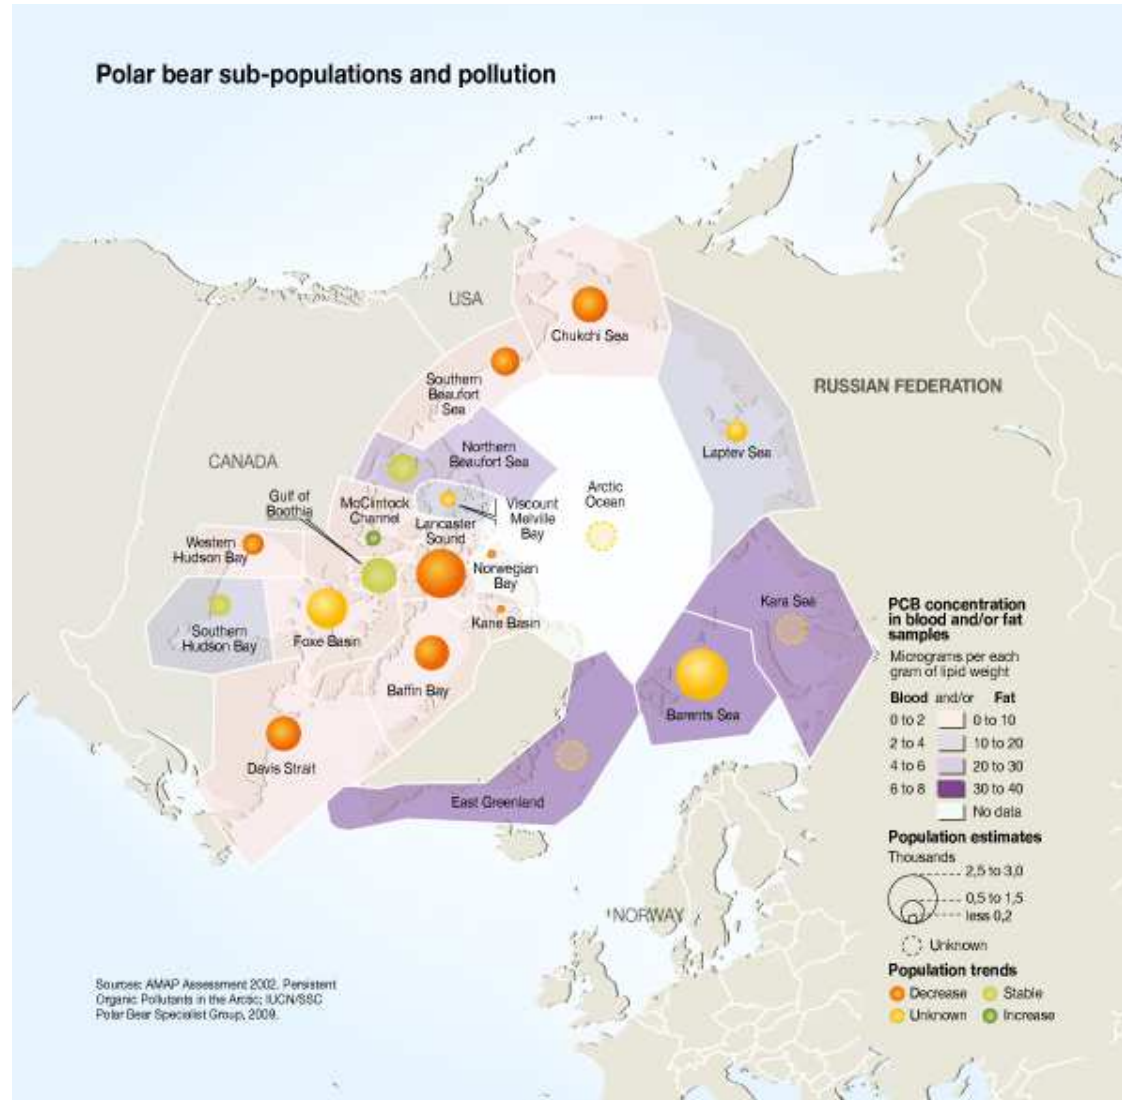 Polar bear sub-populations and pollution
USA
Chukchi Sea
Southern
Beaufort
Sea
RUSSIAN FEDERATION
CANADA
Northern
Beaufort Sea
Laptev Sea
Gulf of
Boothia
McClintock
Channel
Lancaster
Sound
Viscount
Melville
Bay
Arctic
Ocean
Western
Hudson Bay
Norwegian
Bay
Kane Basin
Kara Sea
Southern
Hudson Bay
Foxe Basin
Baffin Bay
Barents Sea
Davis Strait
East Greenland
NORWAY
PCB concentration
in blood and/or fat
samples
Micrograms per each
gram of lipid weight
Blood and/or Fat
0 to 2 0 to 10
2 to 4 10 to 20
4 to 6 20 to 30
6 to 8 30 to 40
No data
Population estimates
Thousands
2,5 to 3,0
0,5 to 1,5
less 0,2
Unknown
Population trends
Decrease Stable
Unknown Increase
Sources: AMAP Assessment 2002. Persistent
Organic Pollutants in the Arctic; IUCN/SSC
Polar Bear Specialist Group, 2009.